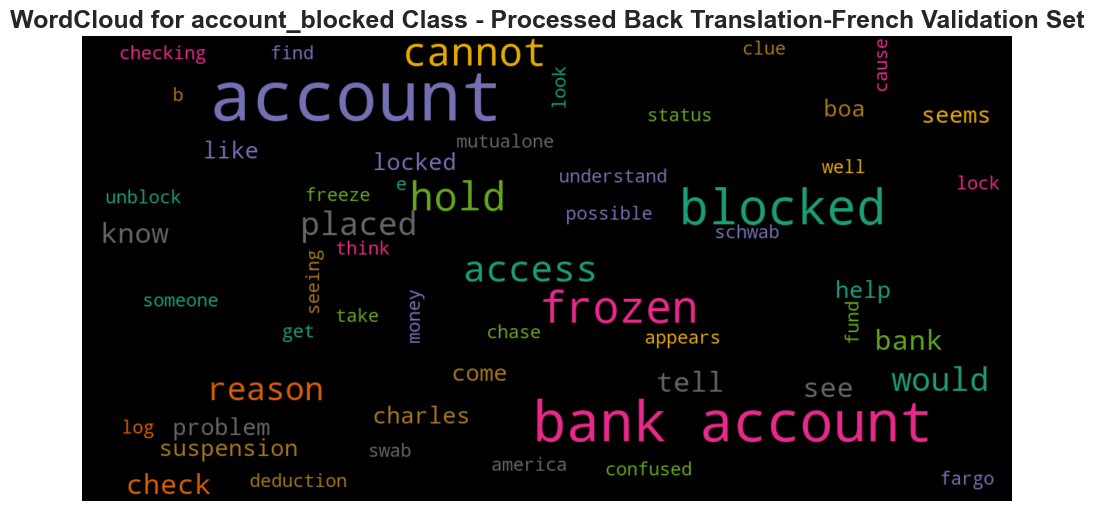 WordCloud for account_blocked Class - Processed Back Translation-French Validation Set
checking
find
cannot
clue
cause
b
account
look
status
boa
seems
like
mutualone
locked
well
unblock
freeze
e
hold
understand
blocked
lock
know
placed
possible
schwab
think
seeing
access
someone
take
money
frozen
help
fund
get
chase
appears
bank
reason
come
tell
see
would
log
problem
charles
bank account
suspension
swab
america
confused
check
deduction
fargo